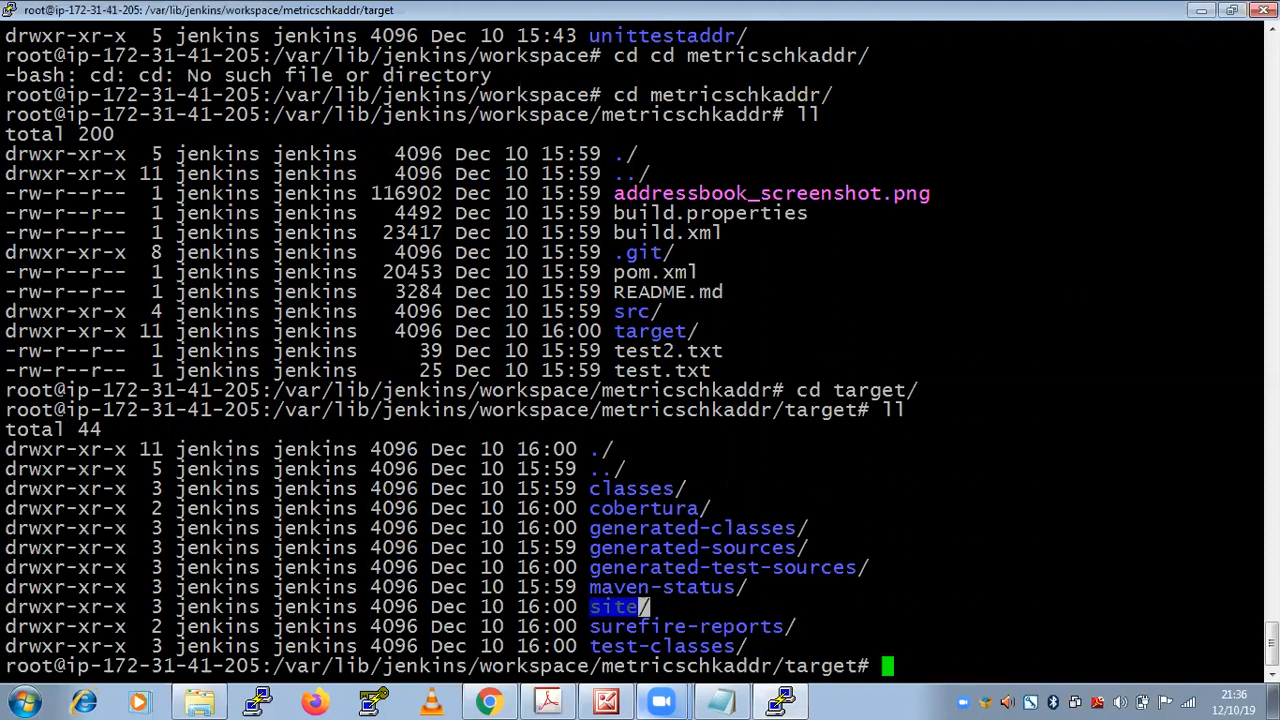 root@ip-172-31-41-205: /var/lib/jenkins/workspace/metricschkaddr/target
drwxr-xr-x  5 jenkins jenkins 4096 Dec 10 15:43 unittestaddr/
root@ip-172-31-41-205:/var/lib/jenkins/workspace# cd cd metricschkaddr/
-bash: cd: cd: No such file or directory
root@ip-172-31-41-205:/var/lib/jenkins/workspace# cd metricschkaddr/
root@ip-172-31-41-205:/var/lib/jenkins/workspace/metricschkaddr# ll
total 200
drwxr-xr-x  5 jenkins jenkins   4096 Dec 10 15:59 ./
drwxr-xr-x 11 jenkins jenkins   4096 Dec 10 15:59 ../
-rw-r--r--  1 jenkins jenkins 116902 Dec 10 15:59 addressbook_screenshot.png
-rw-r--r--  1 jenkins jenkins   4492 Dec 10 15:59 build.properties
-rw-r--r--  1 jenkins jenkins  23417 Dec 10 15:59 build.xml
drwxr-xr-x  8 jenkins jenkins   4096 Dec 10 15:59 .git/
-rw-r--r--  1 jenkins jenkins  20453 Dec 10 15:59 pom.xml
-rw-r--r--  1 jenkins jenkins   3284 Dec 10 15:59 README.md
drwxr-xr-x  4 jenkins jenkins   4096 Dec 10 15:59 src/
drwxr-xr-x 11 jenkins jenkins   4096 Dec 10 16:00 target/
-rw-r--r--  1 jenkins jenkins     39 Dec 10 15:59 test2.txt
-rw-r--r--  1 jenkins jenkins     25 Dec 10 15:59 test.txt
root@ip-172-31-41-205:/var/lib/jenkins/workspace/metricschkaddr# cd target/
root@ip-172-31-41-205:/var/lib/jenkins/workspace/metricschkaddr/target# ll
total 44
drwxr-xr-x 11 jenkins jenkins 4096 Dec 10 16:00 ./
drwxr-xr-x  5 jenkins jenkins 4096 Dec 10 15:59 ../
drwxr-xr-x  3 jenkins jenkins 4096 Dec 10 15:59 classes/
drwxr-xr-x  2 jenkins jenkins 4096 Dec 10 16:00 cobertura/
drwxr-xr-x  3 jenkins jenkins 4096 Dec 10 16:00 generated-classes/
drwxr-xr-x  3 jenkins jenkins 4096 Dec 10 15:59 generated-sources/
drwxr-xr-x  3 jenkins jenkins 4096 Dec 10 16:00 generated-test-sources/
drwxr-xr-x  3 jenkins jenkins 4096 Dec 10 15:59 maven-status/
drwxr-xr-x  3 jenkins jenkins 4096 Dec 10 16:00 site/
drwxr-xr-x  2 jenkins jenkins 4096 Dec 10 16:00 surefire-reports/
drwxr-xr-x  3 jenkins jenkins 4096 Dec 10 16:00 test-classes/
root@ip-172-31-41-205:/var/lib/jenkins/workspace/metricschkaddr/target#
21:36
12/10/19